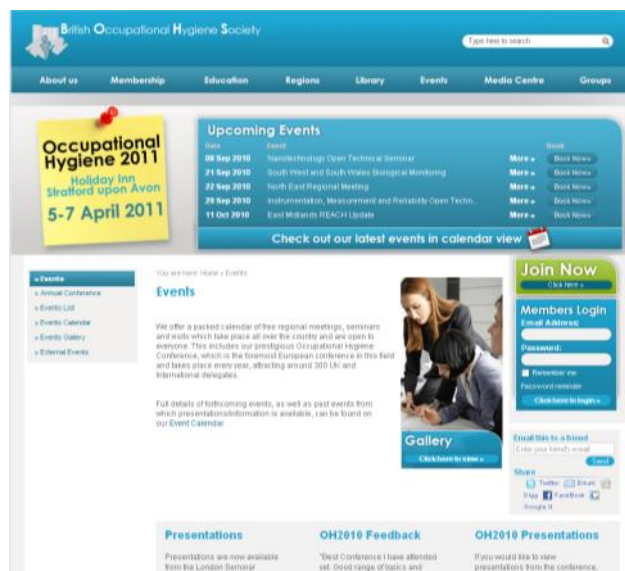 British Occupational Hygiene Society
Type here to search
About us Membership Education Regions Library Events Media Centre Groups
Occupational
Hygiene 2011
Holiday Inn
Stratford upon Avon
5-7 April 2011
Upcoming Events
Date Event Book
08 Sep 2010 Nanotechnology Open Technical Seminar More » Book Now »
21 Sep 2010 South West and South Wales Biological Monitoring More » Book Now »
22 Sep 2010 North East Regional Meeting More » Book Now »
29 Sep 2010 Instrumentation, Measurement and Reliability Open Techn... More » Book Now »
11 Oct 2010 East Midlands REACH Update More » Book Now »
Check out our latest events in calendar view
» Events
» Annual Conference
» Events List
» Events Calendar
» Events Gallery
» External Events
You are here: Home » Events
Events
We offer a packed calendar of free regional meetings, seminars
and visits which take place all over the country and are open to
everyone. This includes our prestigious Occupational Hygiene
Conference, which is the foremost European conference in this field
and takes place every year, attracting around 300 UK and
International delegates.
Full details of forthcoming events, as well as past events from
which presentations/information is available, can be found on
our Event Calendar
Gallery
Click here to view »
Join Now
Click here »
Members Login
Email Address:
Password:
Remember me
Password reminder
Click here to login »
Email this to a friend
Enter your friend's email
Send
Share
Twitter Email
Digg Facebook
Google it
Presentations
Presentations are now available
from the London Seminar
OH2010 Feedback
"Best Conference I have attended
yet. Good range of topics and
OH2010 Presentations
If you would like to view
presentations from the conference,